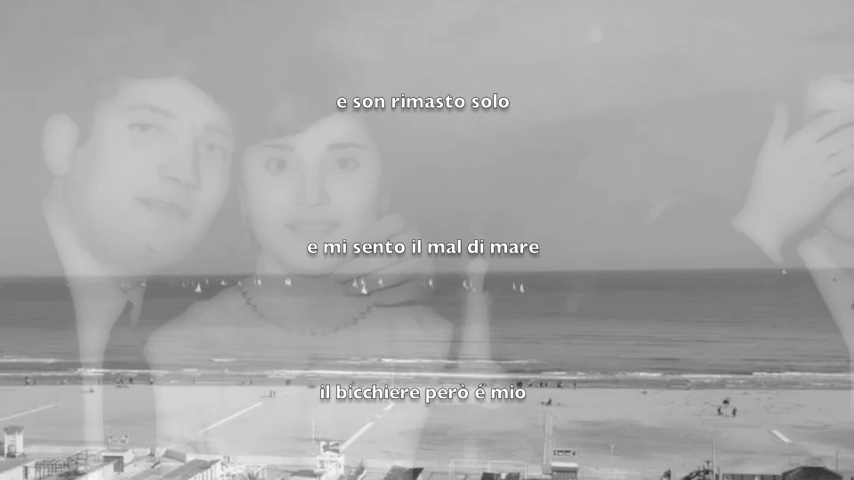 e son rimasto solo
e mi sento il mal di mare
il bicchiere però é mio